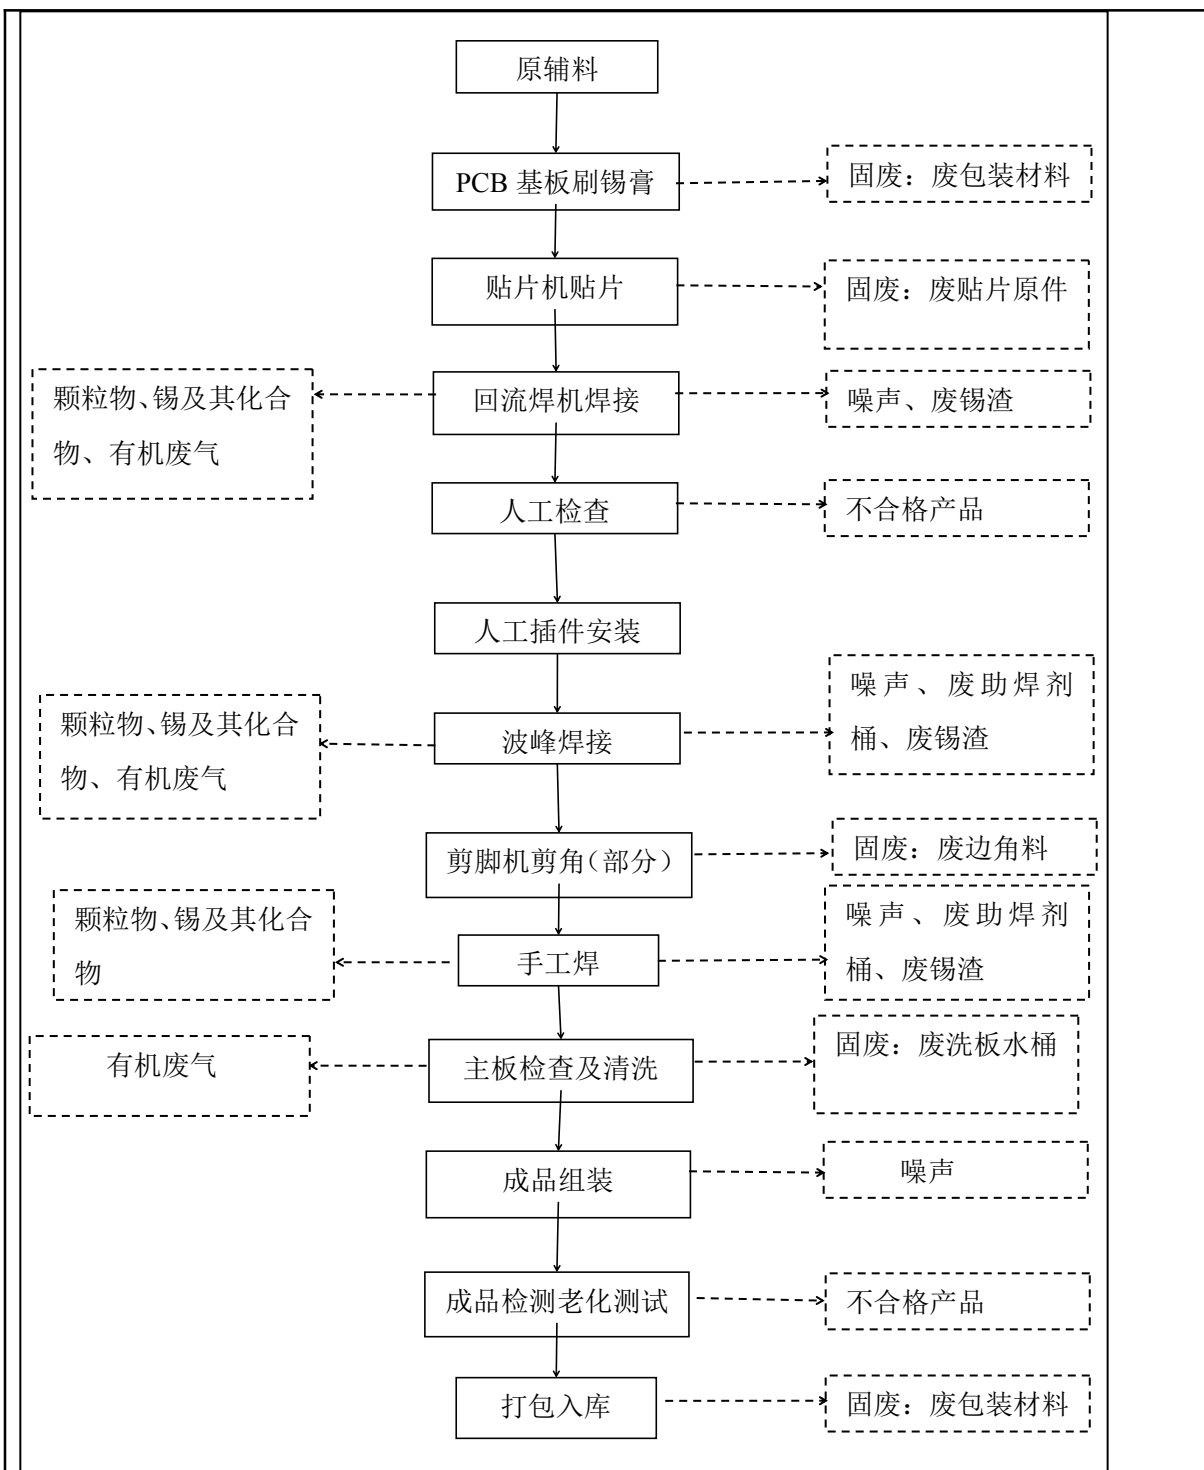 原辅料
PCB 基板刷锡膏
固废：废包装材料
贴片机贴片
固废：废贴片原件
颗粒物、锡及其化合
物、有机废气
回流焊机焊接
噪声、废锡渣
人工检查
不合格产品
人工插件安装
颗粒物、锡及其化合
物、有机废气
波峰焊接
噪声、废助焊剂
桶、废锡渣
剪脚机剪角（部分）
固废：废边角料
颗粒物、锡及其化合
物
手工焊
噪声、废助焊剂
桶、废锡渣
有机废气
主板检查及清洗
固废：废洗板水桶
成品组装
噪声
成品检测老化测试
不合格产品
打包入库
固废：废包装材料